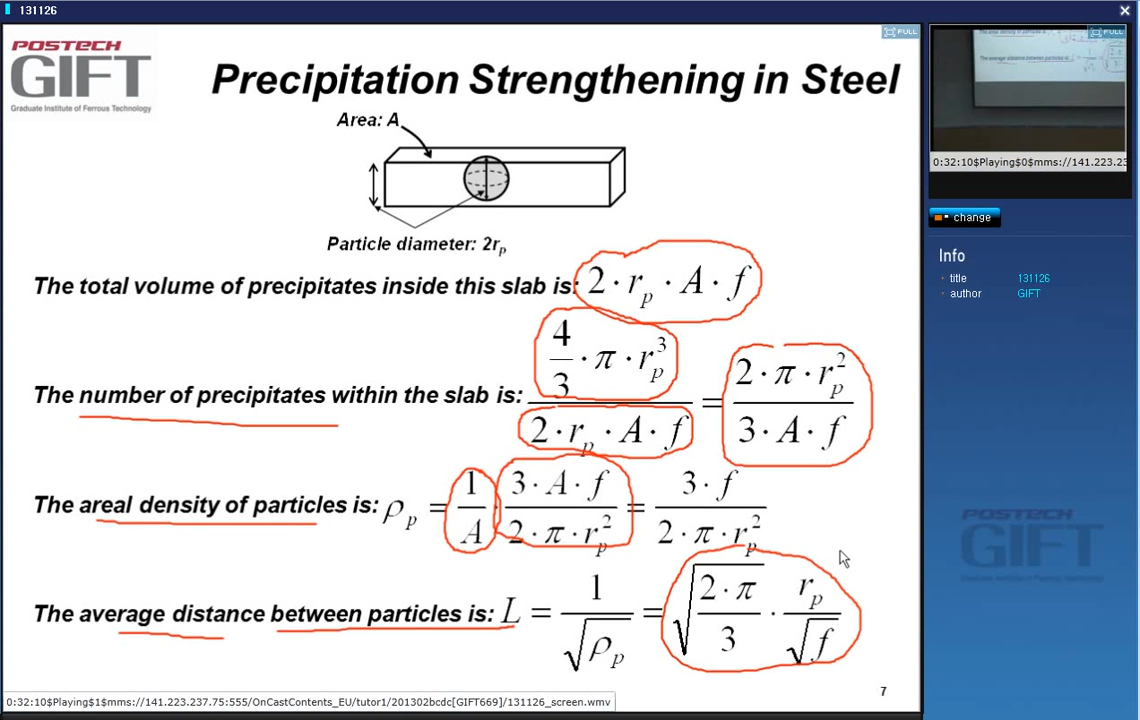 131126
POSTECH
GIFT
Graduate Institute of Ferrous Technology
Precipitation Strengthening in Steel
Area: A
Particle diameter: 2rₚ
The total volume of precipitates inside this slab is: 2 · rₚ · A · f
The number of precipitates within the slab is: (4/3 · π · rₚ³) / (2 · rₚ · A · f) = (2 · π · rₚ²) / (3 · A · f)
The areal density of particles is: ρₚ = 1/A · (3 · A · f) / (2 · π · rₚ²) = (3 · f) / (2 · π · rₚ²)
The average distance between particles is: L = 1/√ρₚ = √(2 · π / 3) · rₚ/√f
7
0:32:10$Playing$1$mms://141.223.237.75:555/OnCastContents_EU/tutor1/201302bcdc[GIFT669]/131126_screen.wmv
FULL
FULL
0:32:10$Playing$0$mms://141.223.23
change
Info
title 131126
author GIFT
POSTECH
GIFT